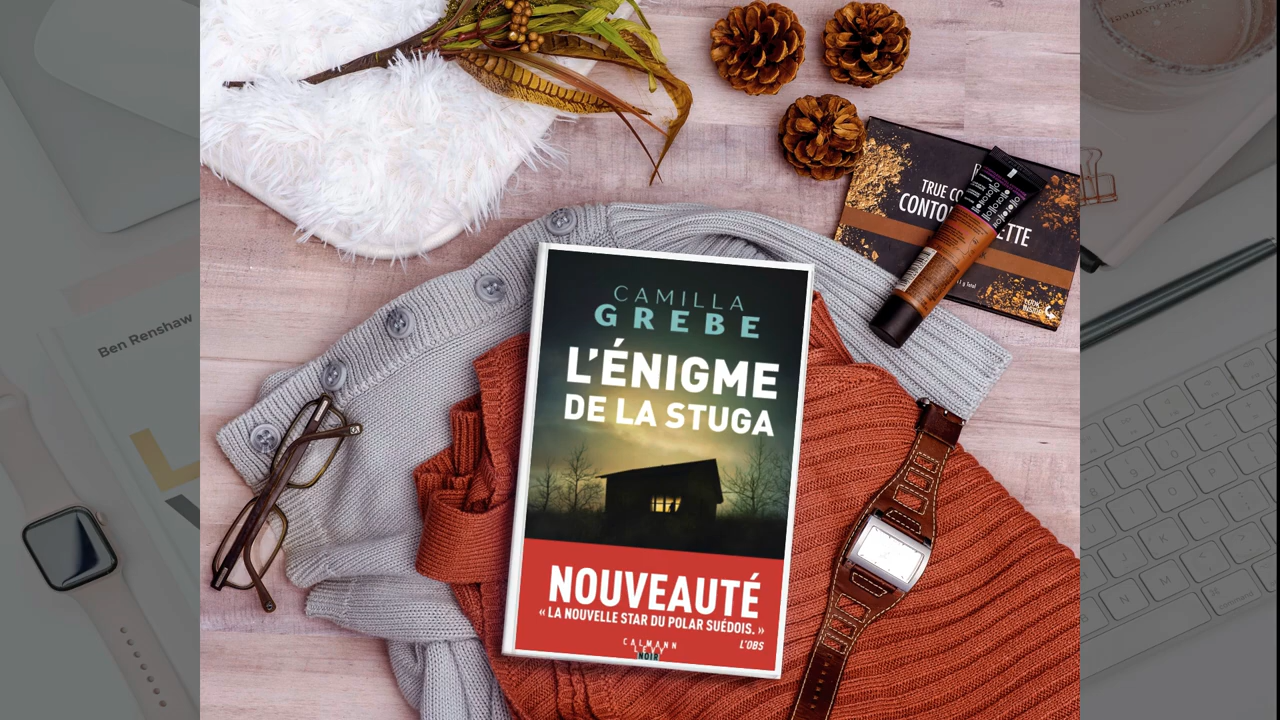 Ben Renshaw
TRUE
CONTO
ETTE
CAMILLA
GREBE
L'ÉNIGME
DE LA STUGA
NOUVEAUTÉ
« LA NOUVELLE STAR DU POLAR SUÉDOIS. »
L'OBS
CALMANN
LÉVY
NOIR